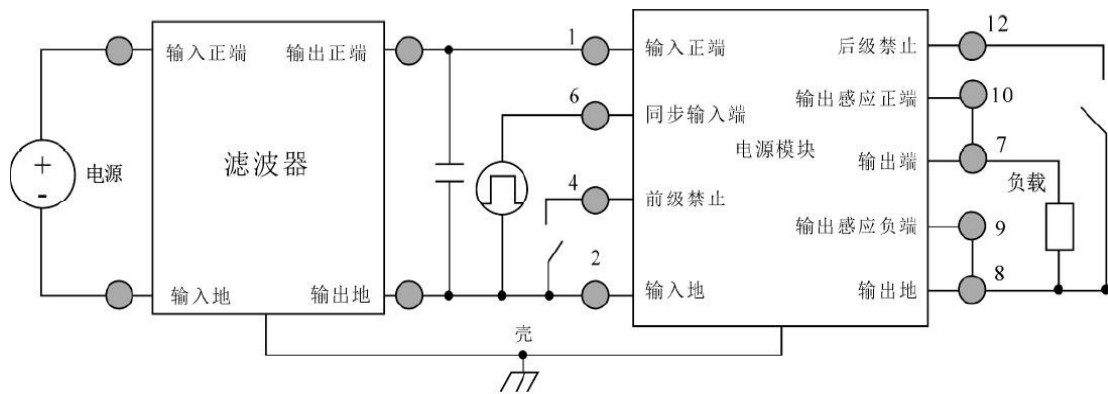 电源
+
-
输入正端
输出正端
滤波器
输入地
输出地
1
6
4
2
输入正端
同步输入端
前级禁止
输入地
电源模块
后级禁止
输出感应正端
输出端
输出感应负端
输出地
12
10
7
9
8
负载
壳